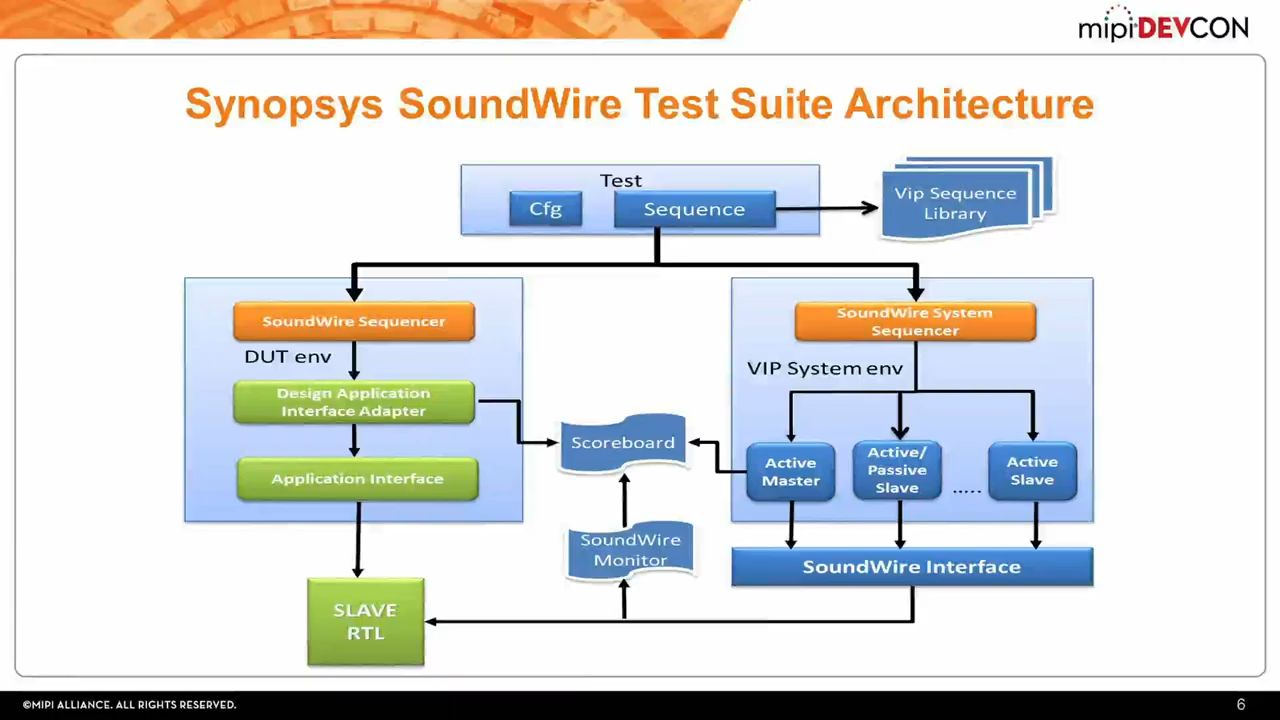 mipi DEVCON
Synopsys SoundWire Test Suite Architecture
Test
Cfg
Sequence
Vip Sequence
Library
SoundWire Sequencer
DUT env
Design Application
Interface Adapter
Application Interface
SLAVE
RTL
Scoreboard
SoundWire
Monitor
SoundWire System
Sequencer
VIP System env
Active
Master
Active/
Passive
Slave
.....
Active
Slave
SoundWire Interface
©MIPI ALLIANCE. ALL RIGHTS RESERVED.
6